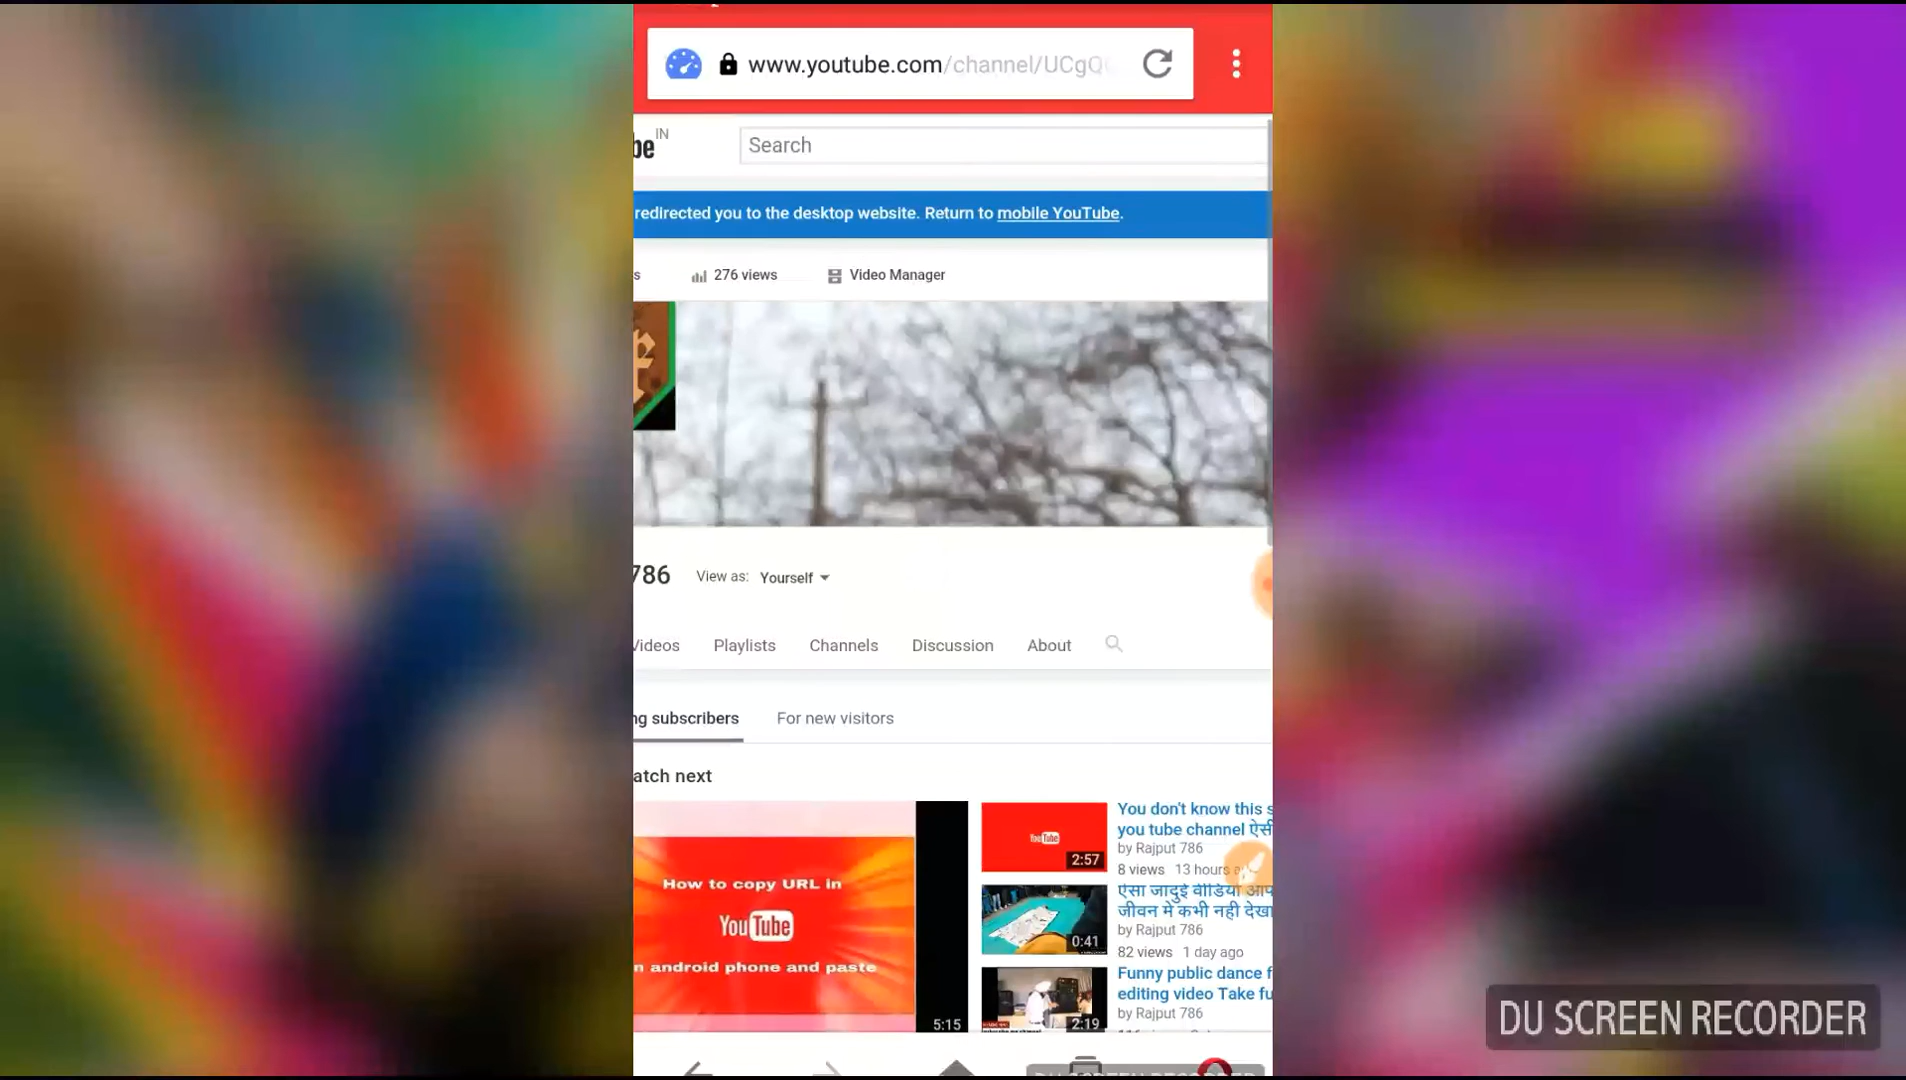 www.youtube.com/channel/UCgQ
be IN
Search
redirected you to the desktop website. Return to mobile YouTube.
s
276 views
Video Manager
786
View as: Yourself
Videos
Playlists
Channels
Discussion
About
ng subscribers
For new visitors
atch next
How to copy URL in
YouTube
n android phone and paste
5:15
YouTube
2:57
You don't know this s
you tube channel ऐसी
by Rajput 786
8 views 13 hours a
0:41
ऐसा जादुई वीडियो आप
जीवन मे कभी नही देखा
by Rajput 786
82 views 1 day ago
2:19
Funny public dance f
editing video Take fu
by Rajput 786
DU SCREEN RECORDER